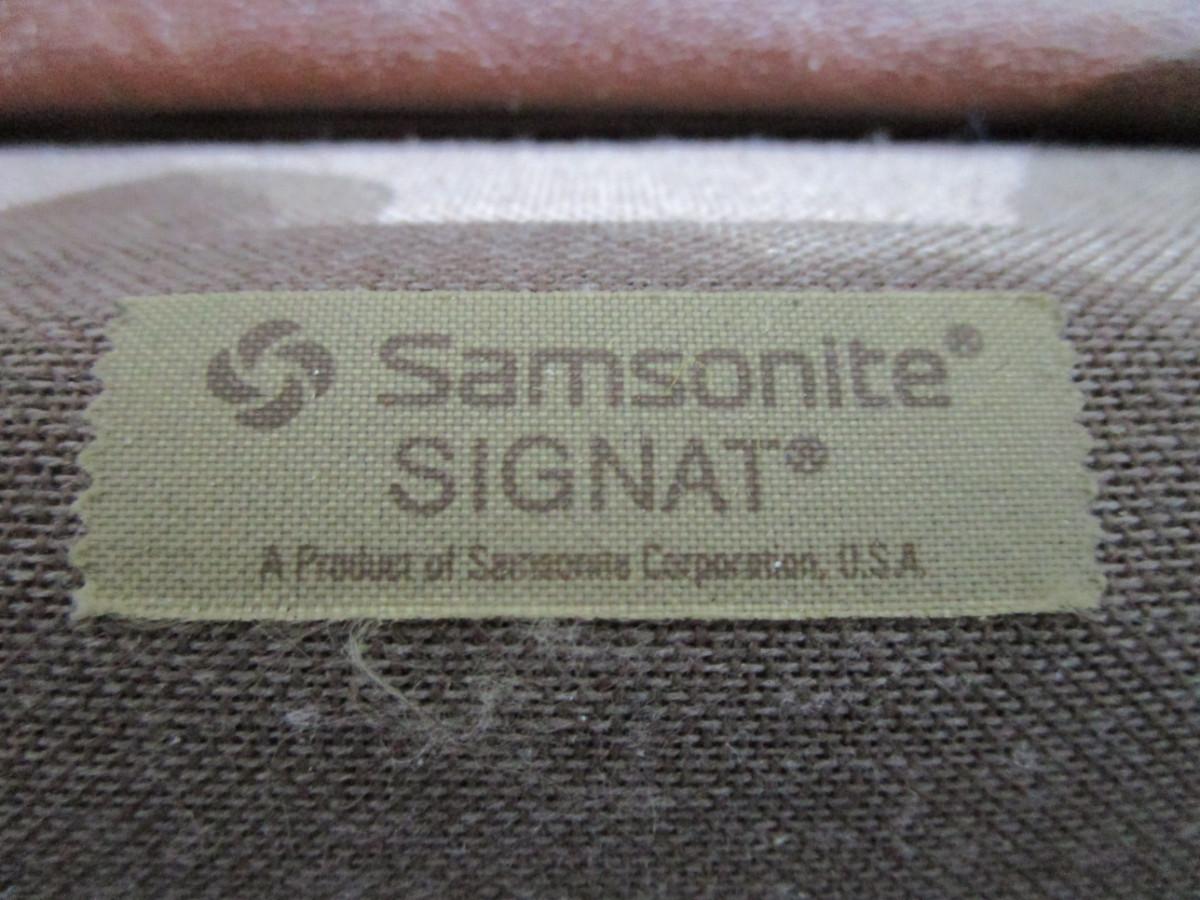 Samsonite®
SIGNAT®
A Product of Samsonite Corporation, U.S.A.